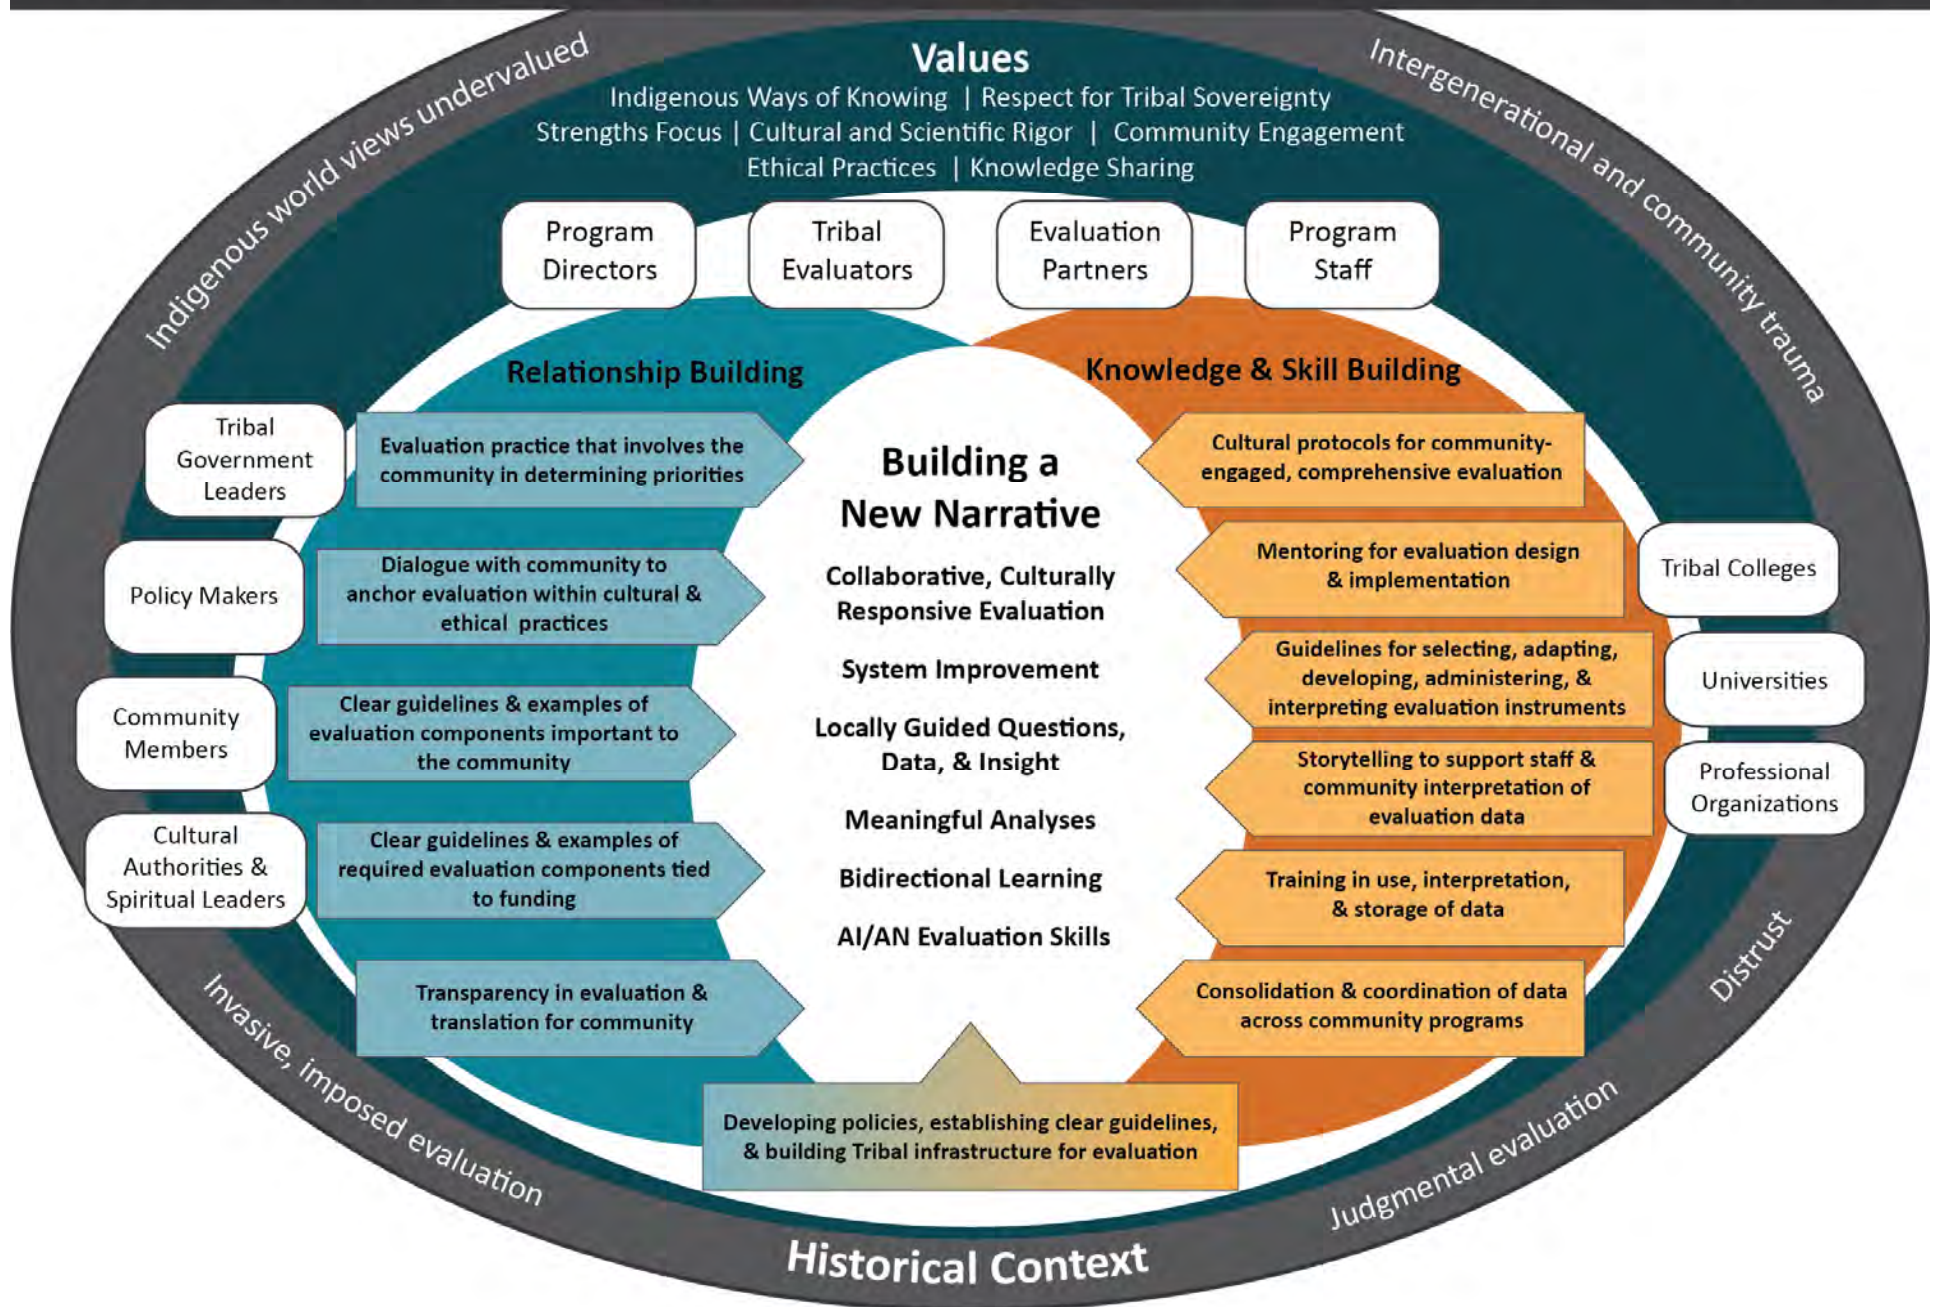 Values
Indigenous Ways of Knowing | Respect for Tribal Sovereignty
Strengths Focus | Cultural and Scientific Rigor | Community Engagement
Ethical Practices | Knowledge Sharing
Indigenous world views undervalued
Intergenerational and community trauma
Program
Directors
Tribal
Evaluators
Evaluation
Partners
Program
Staff
Relationship Building
Knowledge & Skill Building
Tribal
Government
Leaders
Policy Makers
Community
Members
Cultural
Authorities &
Spiritual Leaders
Evaluation practice that involves the
community in determining priorities
Dialogue with community to
anchor evaluation within cultural &
ethical practices
Clear guidelines & examples of
evaluation components important to
the community
Clear guidelines & examples of
required evaluation components tied
to funding
Transparency in evaluation &
translation for community
Building a
New Narrative
Collaborative, Culturally
Responsive Evaluation
System Improvement
Locally Guided Questions,
Data, & Insight
Meaningful Analyses
Bidirectional Learning
AI/AN Evaluation Skills
Cultural protocols for community-
engaged, comprehensive evaluation
Mentoring for evaluation design
& implementation
Guidelines for selecting, adapting,
developing, administering, &
interpreting evaluation instruments
Storytelling to support staff &
community interpretation of
evaluation data
Training in use, interpretation,
& storage of data
Consolidation & coordination of data
across community programs
Tribal Colleges
Universities
Professional
Organizations
Developing policies, establishing clear guidelines,
& building Tribal infrastructure for evaluation
Invasive, imposed evaluation
Distrust
Judgmental evaluation
Historical Context